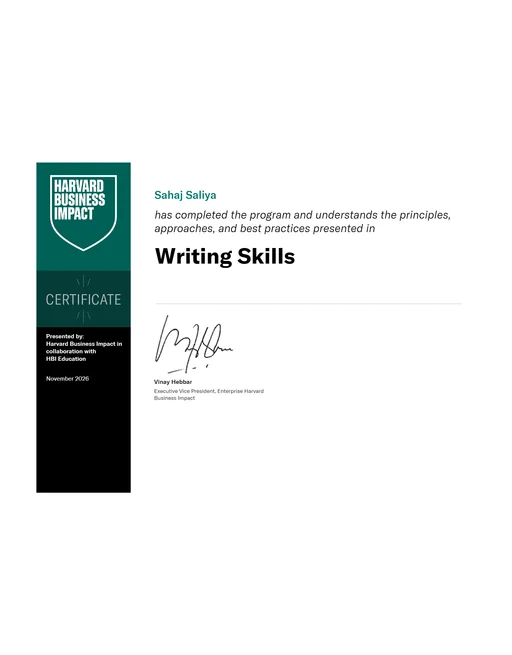 HARVARD
BUSINESS
IMPACT
CERTIFICATE
Presented by:
Harvard Business Impact in
collaboration with
HBI Education
November 2026
Sahaj Saliya
has completed the program and understands the principles,
approaches, and best practices presented in
Writing Skills
Vinay Hebbar
Executive Vice President, Enterprise Harvard
Business Impact